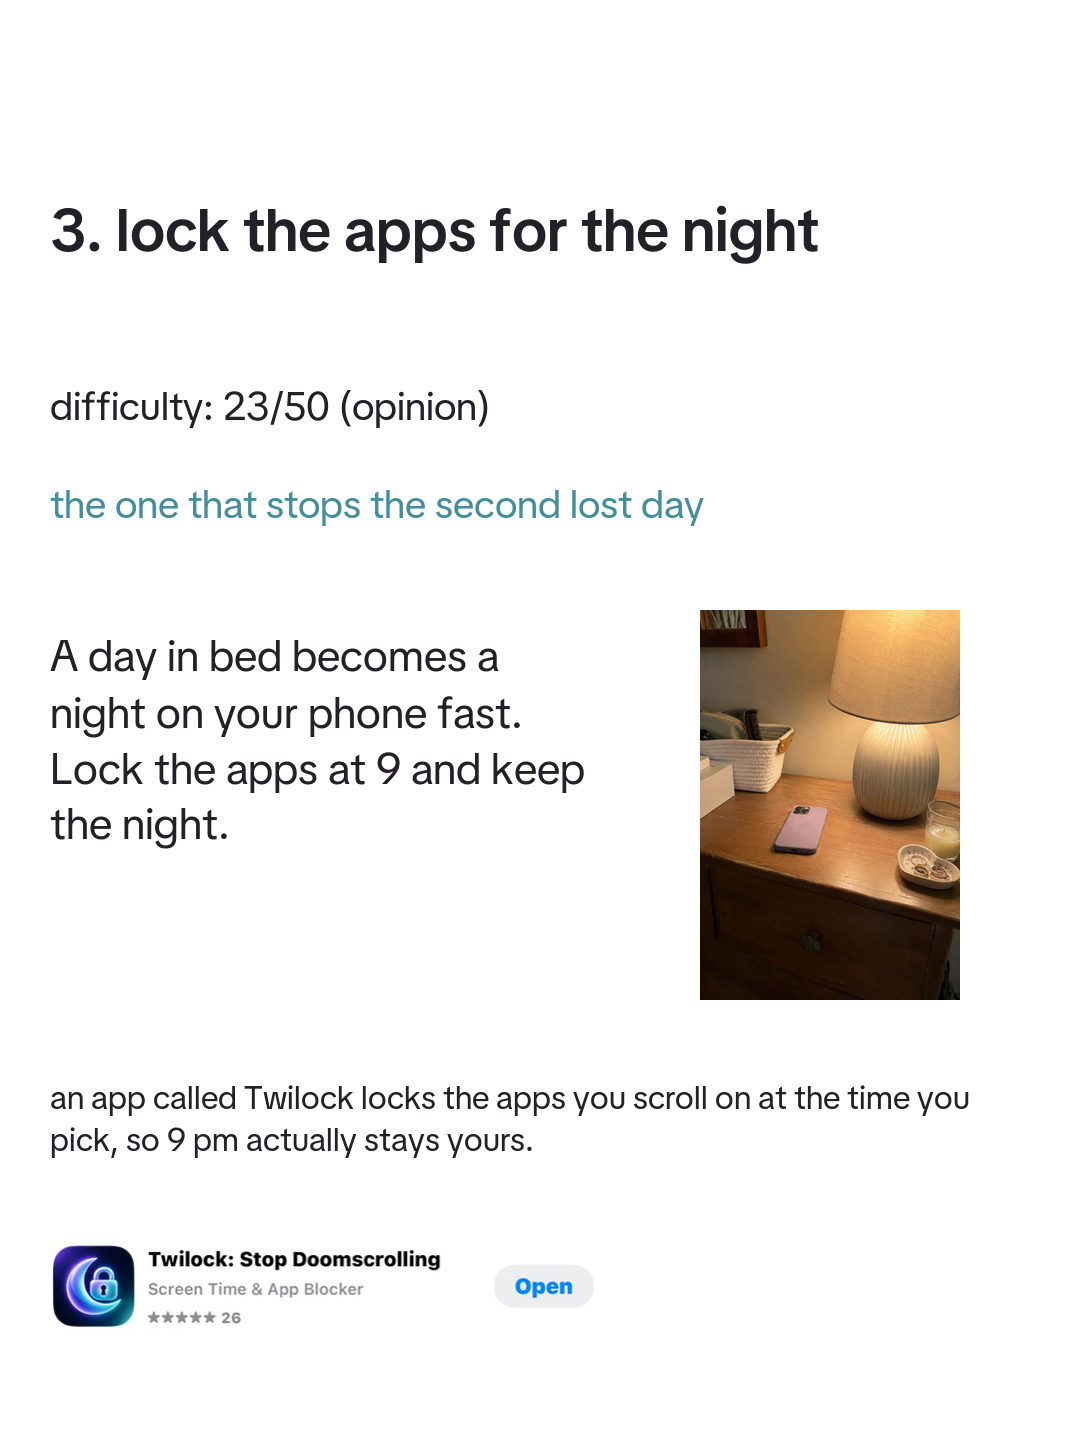 3. lock the apps for the night
difficulty: 23/50 (opinion)
the one that stops the second lost day
A day in bed becomes a
night on your phone fast.
Lock the apps at 9 and keep
the night.
an app called Twilock locks the apps you scroll on at the time you
pick, so 9 pm actually stays yours.
Twilock: Stop Doomscrolling
Screen Time & App Blocker
★★★★★ 26
Open